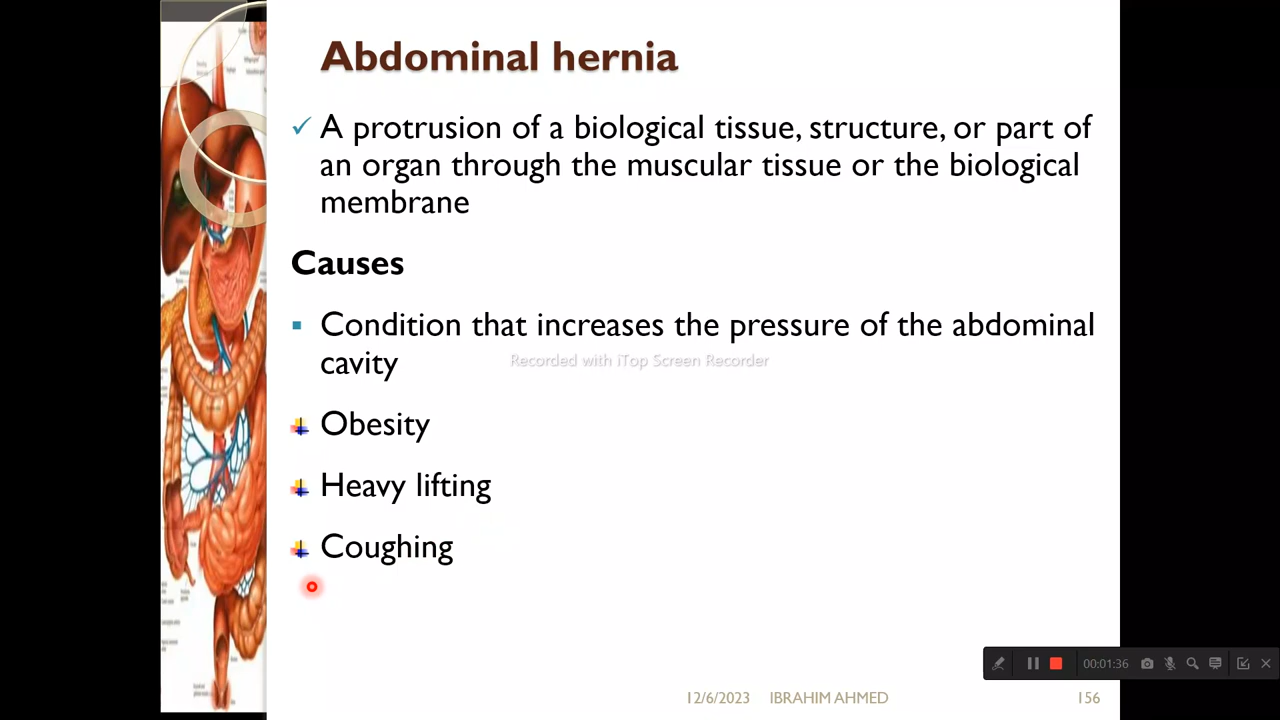 Abdominal hernia
A protrusion of a biological tissue, structure, or part of
an organ through the muscular tissue or the biological
membrane
Causes
Condition that increases the pressure of the abdominal
cavity
Recorded with iTop Screen Recorder
Obesity
Heavy lifting
Coughing
00:01:36
12/6/2023 IBRAHIM AHMED 156